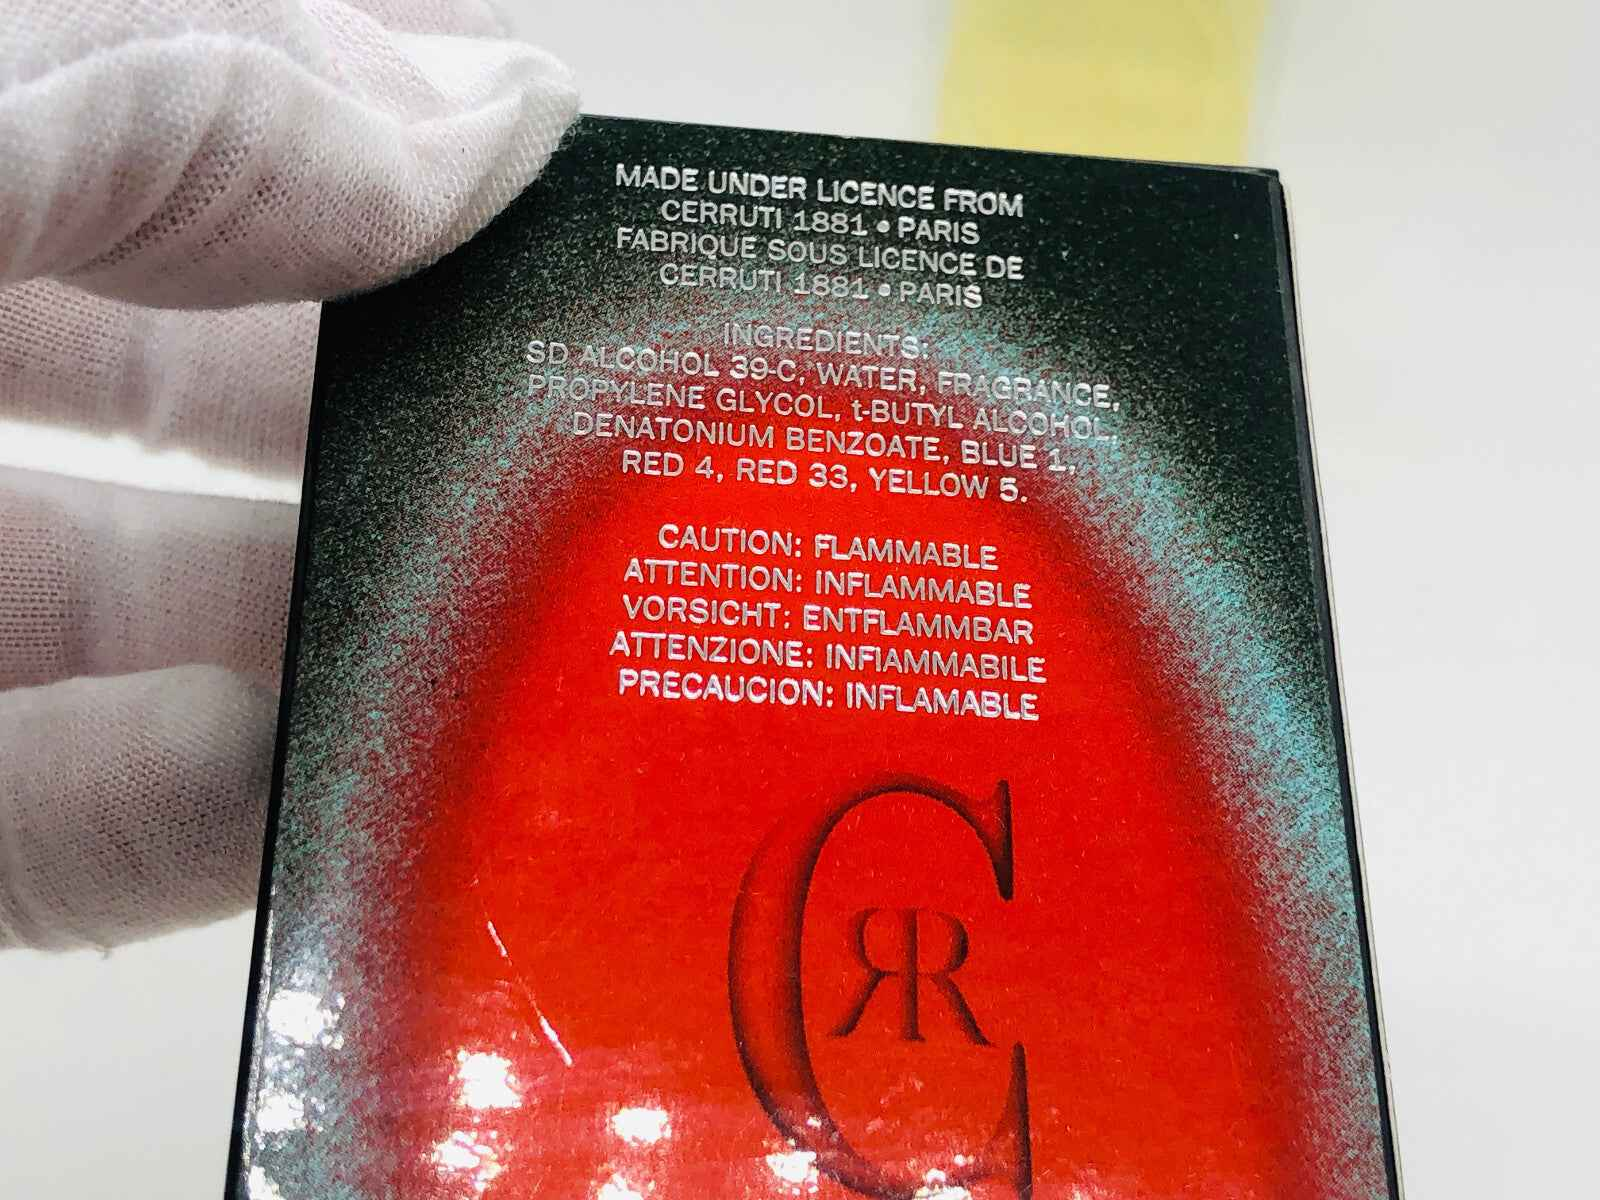 MADE UNDER LICENCE FROM
CERRUTI 1881 • PARIS
FABRIQUE SOUS LICENCE DE
CERRUTI 1881 • PARIS
INGREDIENTS:
SD ALCOHOL 39-C, WATER, FRAGRANCE,
PROPYLENE GLYCOL, t-BUTYL ALCOHOL,
DENATONIUM BENZOATE, BLUE 1,
RED 4, RED 33, YELLOW 5.
CAUTION: FLAMMABLE
ATTENTION: INFLAMMABLE
VORSICHT: ENTFLAMMBAR
ATTENZIONE: INFIAMMABILE
PRECAUCION: INFLAMABLE